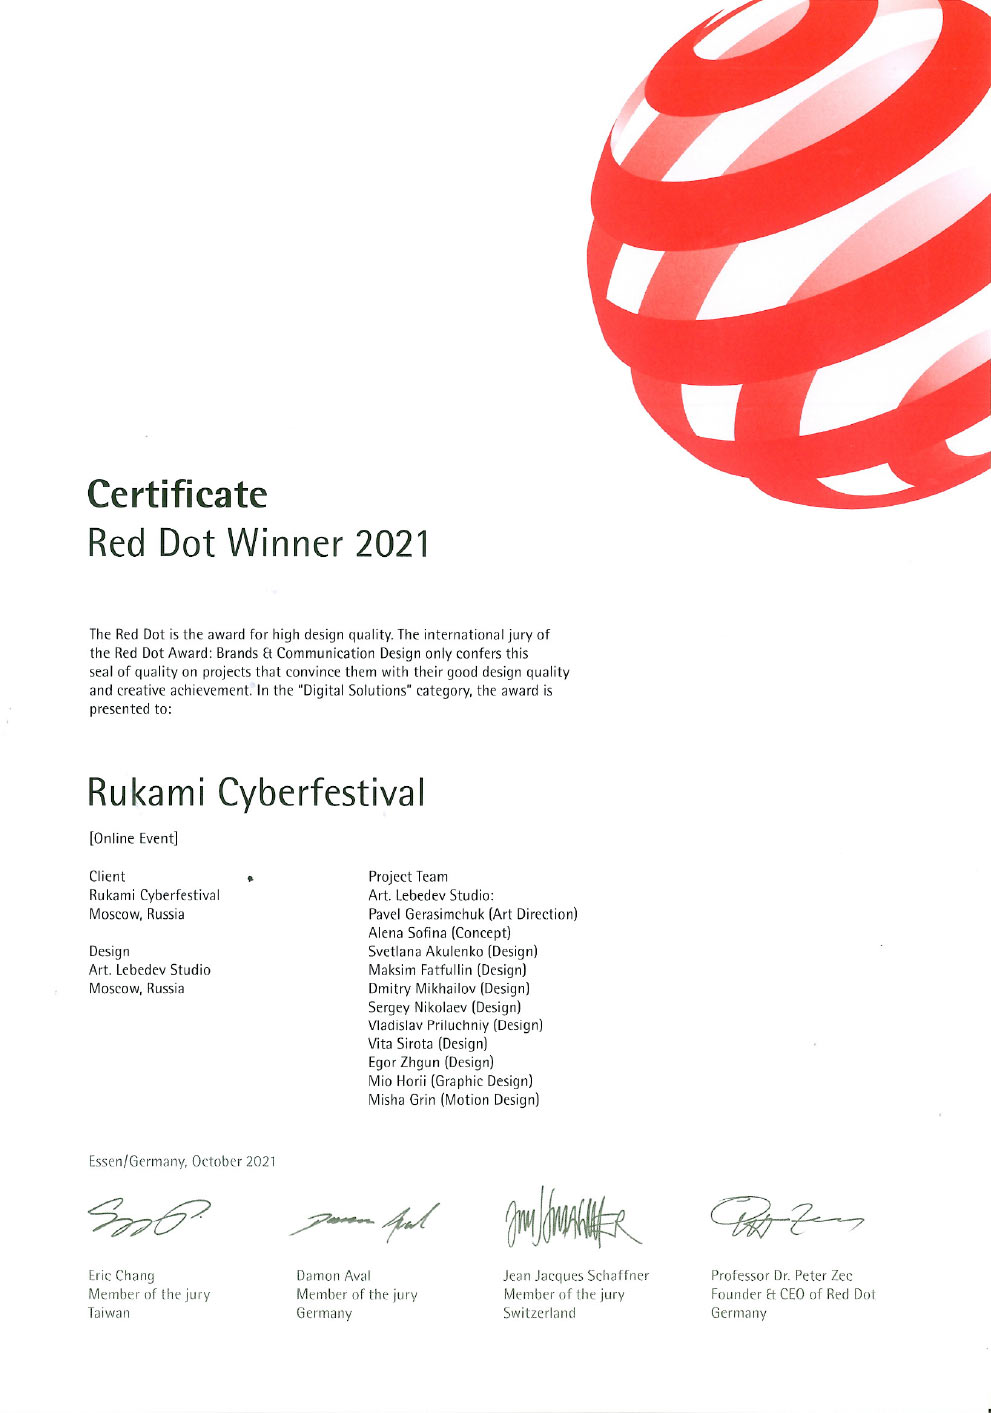 Certificate
Red Dot Winner 2021
The Red Dot is the award for high design quality. The international jury of
the Red Dot Award: Brands & Communication Design only confers this
seal of quality on projects that convince them with their good design quality
and creative achievement. In the "Digital Solutions" category, the award is
presented to:
Rukami Cyberfestival
[Online Event]
Client
Rukami Cyberfestival
Moscow, Russia
Design
Art. Lebedev Studio
Moscow, Russia
Project Team
Art. Lebedev Studio:
Pavel Gerasimchuk (Art Direction)
Alena Sofina (Concept)
Svetlana Akulenko (Design)
Maksim Fatfullin (Design)
Dmitry Mikhailov (Design)
Sergey Nikolaev (Design)
Vladislav Priluchniy (Design)
Vita Sirota (Design)
Egor Zhgun (Design)
Mio Horii (Graphic Design)
Misha Grin (Motion Design)
Essen/Germany, October 2021
Eric Chang
Member of the jury
Taiwan
Damon Aval
Member of the jury
Germany
Jean Jacques Schaffner
Member of the jury
Switzerland
Professor Dr. Peter Zec
Founder & CEO of Red Dot
Germany